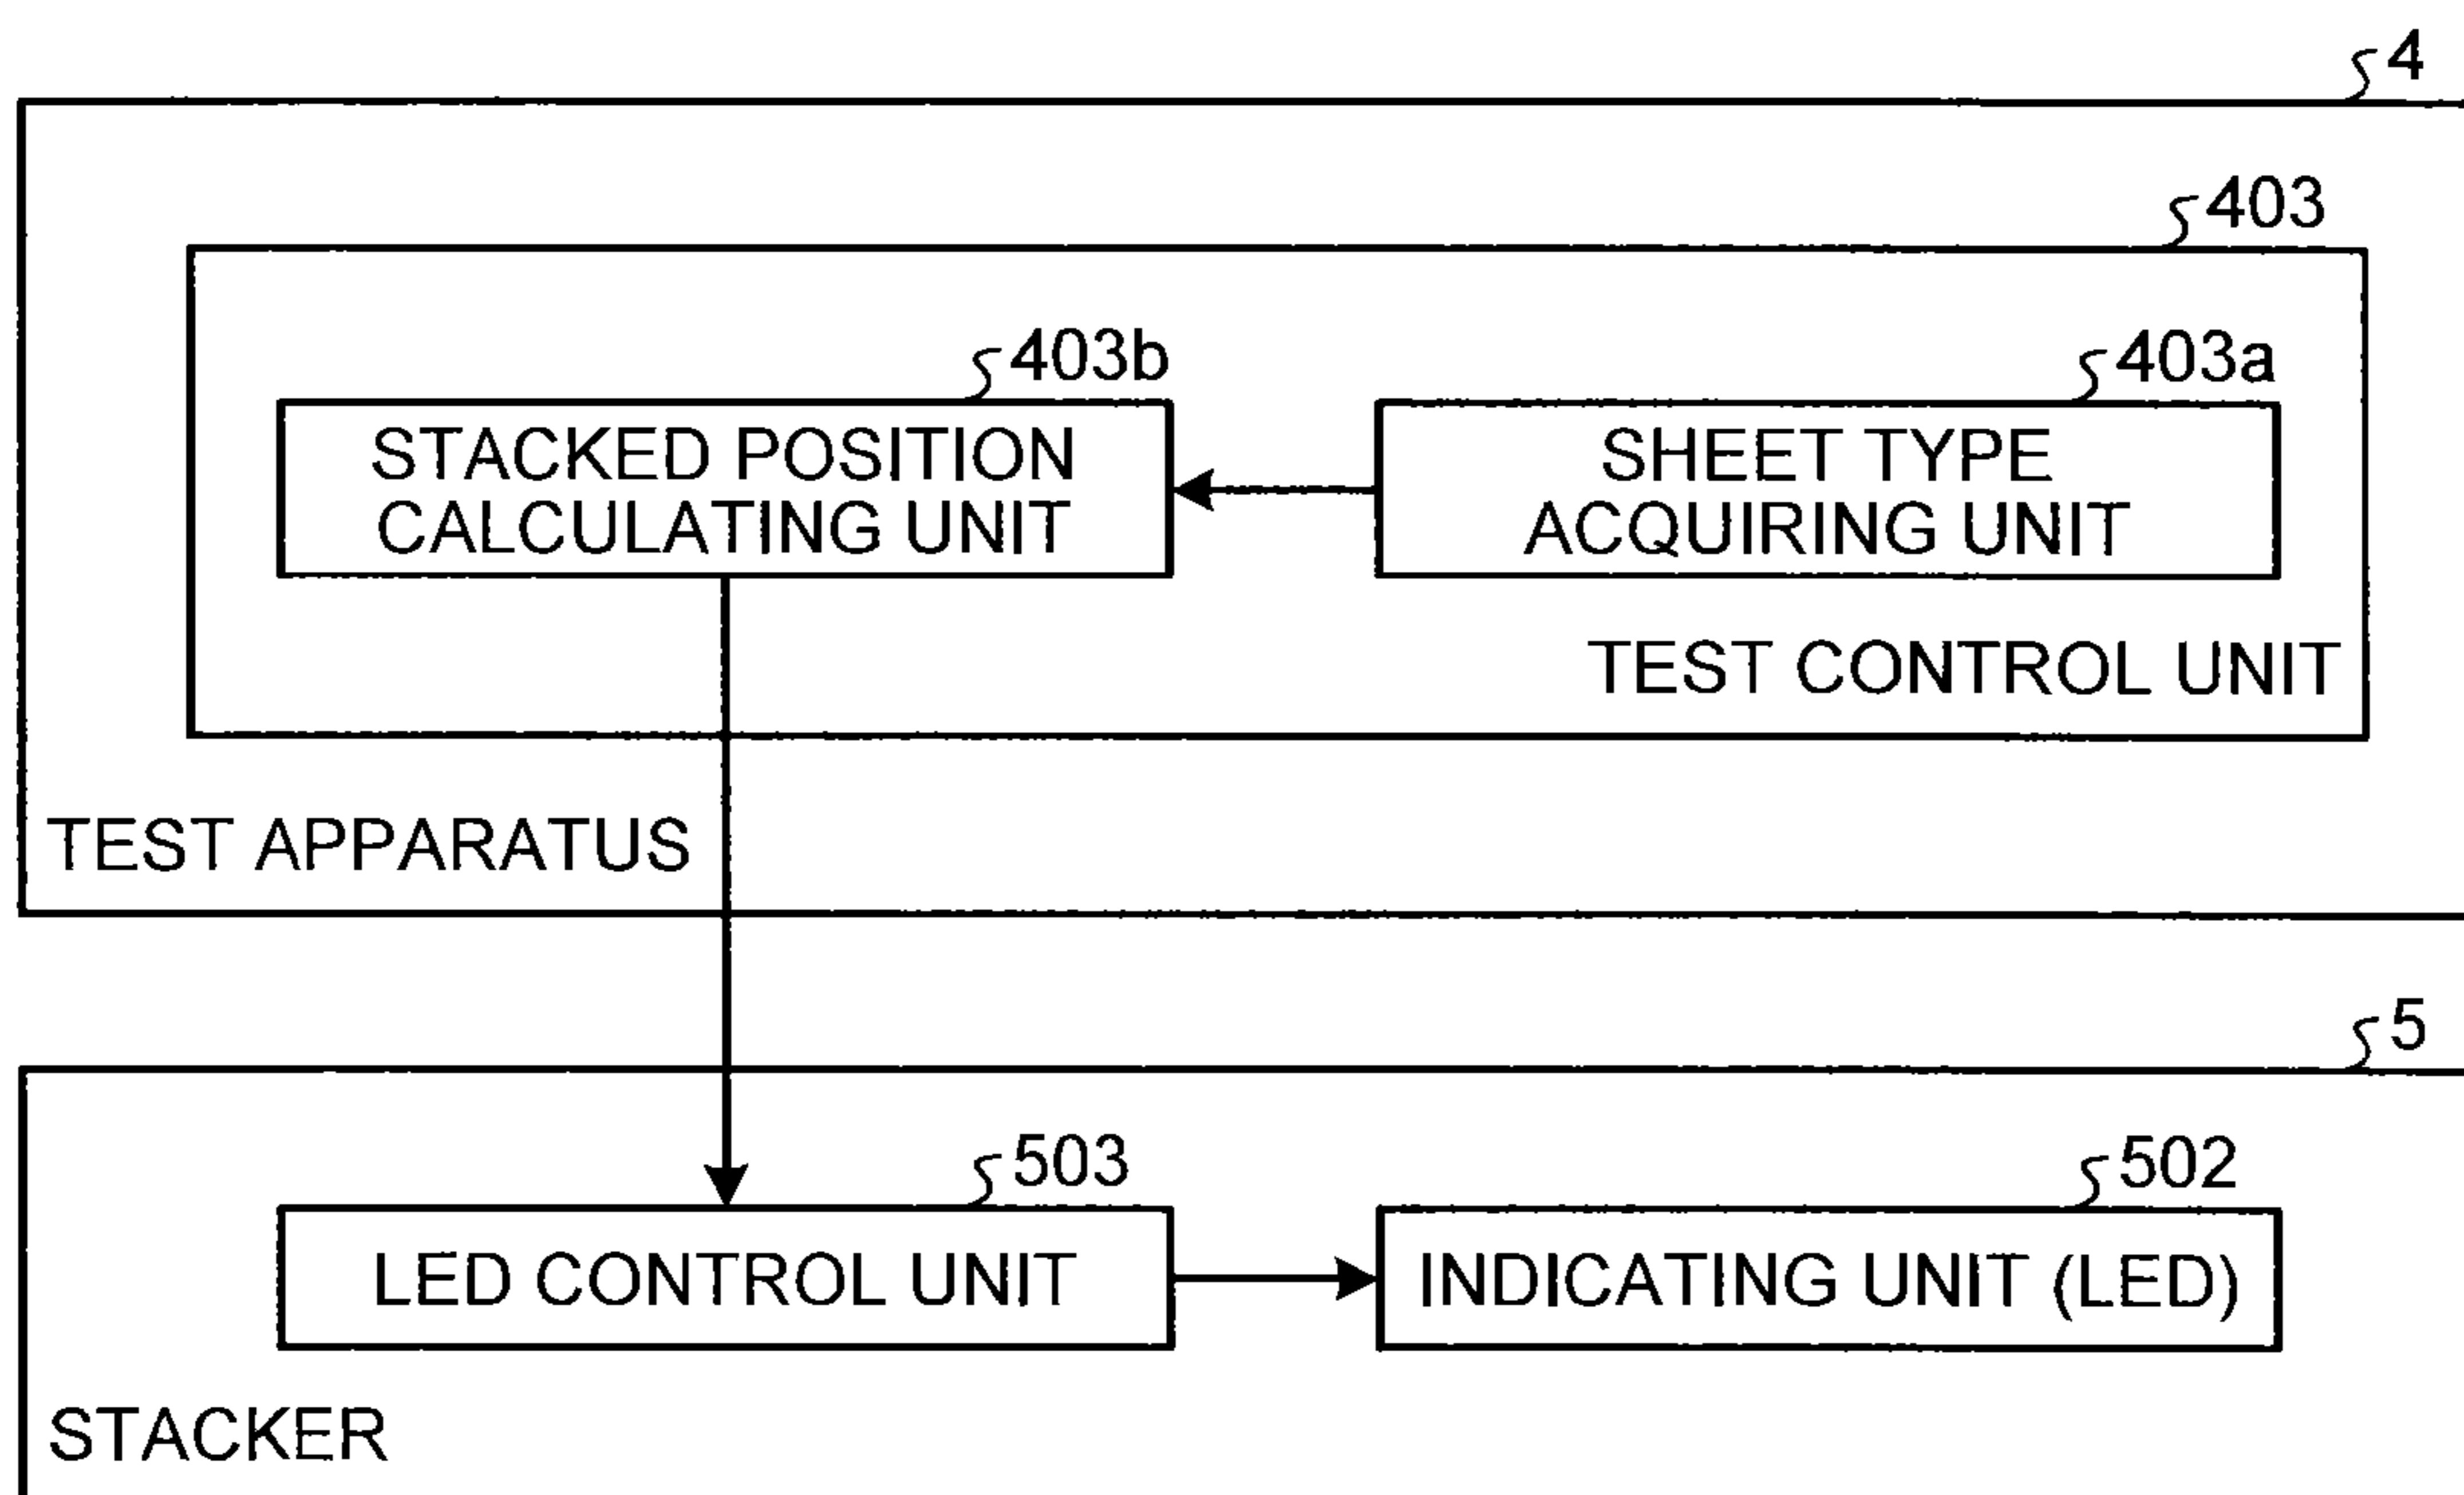 4
403
403b
403a
STACKED POSITION
CALCULATING UNIT
SHEET TYPE
ACQUIRING UNIT
TEST CONTROL UNIT
TEST APPARATUS
5
503
502
LED CONTROL UNIT
INDICATING UNIT (LED)
STACKER